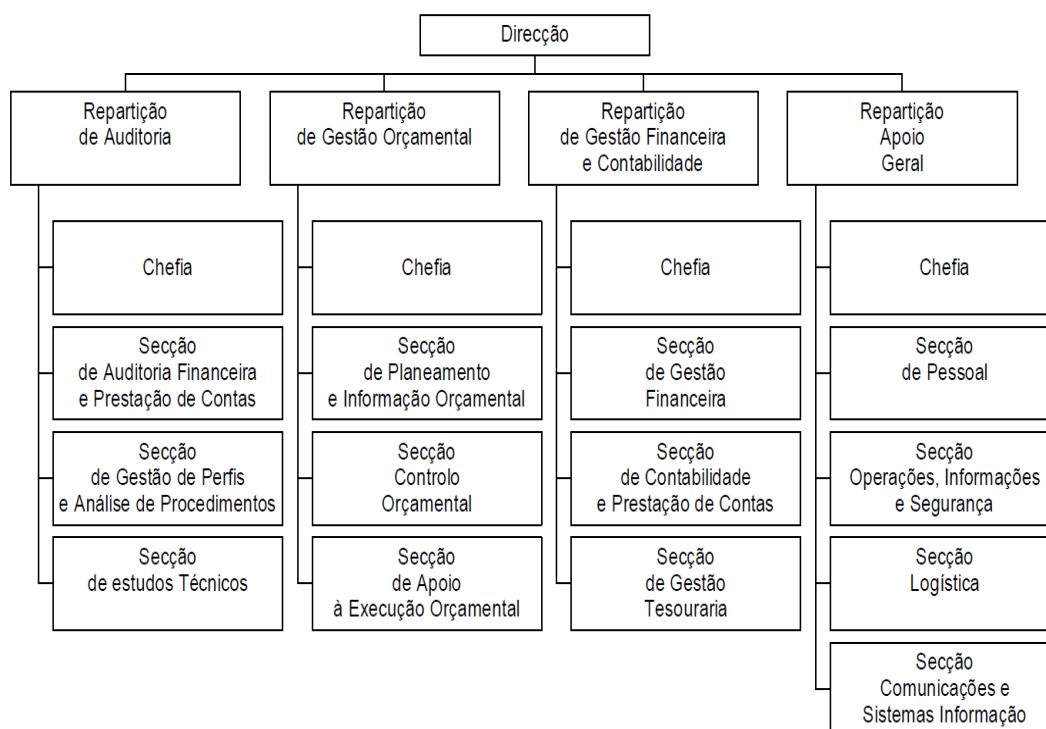 Direcção
Repartição
de Auditoria
Repartição
de Gestão Orçamental
Repartição
de Gestão Financeira
e Contabilidade
Repartição
Apoio
Geral
Chefia
Secção
de Auditoria Financeira
e Prestação de Contas
Secção
de Gestão de Perfis
e Análise de Procedimentos
Secção
de estudos Técnicos
Chefia
Secção
de Planeamento
e Informação Orçamental
Secção
Controlo
Orçamental
Secção
de Apoio
à Execução Orçamental
Chefia
Secção
de Gestão
Financeira
Secção
de Contabilidade
e Prestação de Contas
Secção
de Gestão
Tesouraria
Chefia
Secção
de Pessoal
Secção
Operações, Informações
e Segurança
Secção
Logística
Secção
Comunicações e
Sistemas Informação